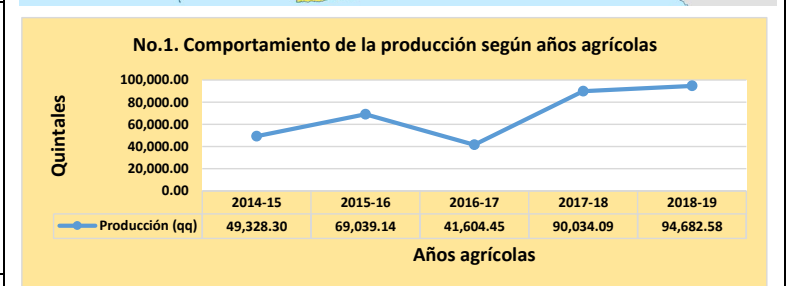 No.1. Comportamiento de la producción según años agrícolas
Quintales
100,000.00
80,000.00
60,000.00
40,000.00
20,000.00
0.00
2014-15 2015-16 2016-17 2017-18 2018-19
Producción (qq) 49,328.30 69,039.14 41,604.45 90,034.09 94,682.58
Años agrícolas